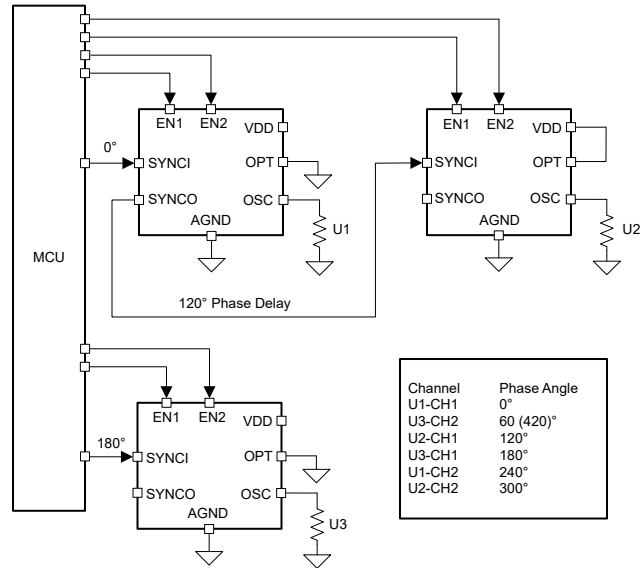 EN1 EN2
VDD
0°
SYNCI
OPT
SYNCO
OSC
AGND
U1
EN1 EN2
VDD
SYNCI
OPT
SYNCO
OSC
AGND
U2
MCU
120° Phase Delay
EN1 EN2
VDD
180°
SYNCI
OPT
SYNCO
OSC
AGND
U3
Channel Phase Angle
U1-CH1 0°
U3-CH2 60 (420)°
U2-CH1 120°
U3-CH1 180°
U1-CH2 240°
U2-CH2 300°